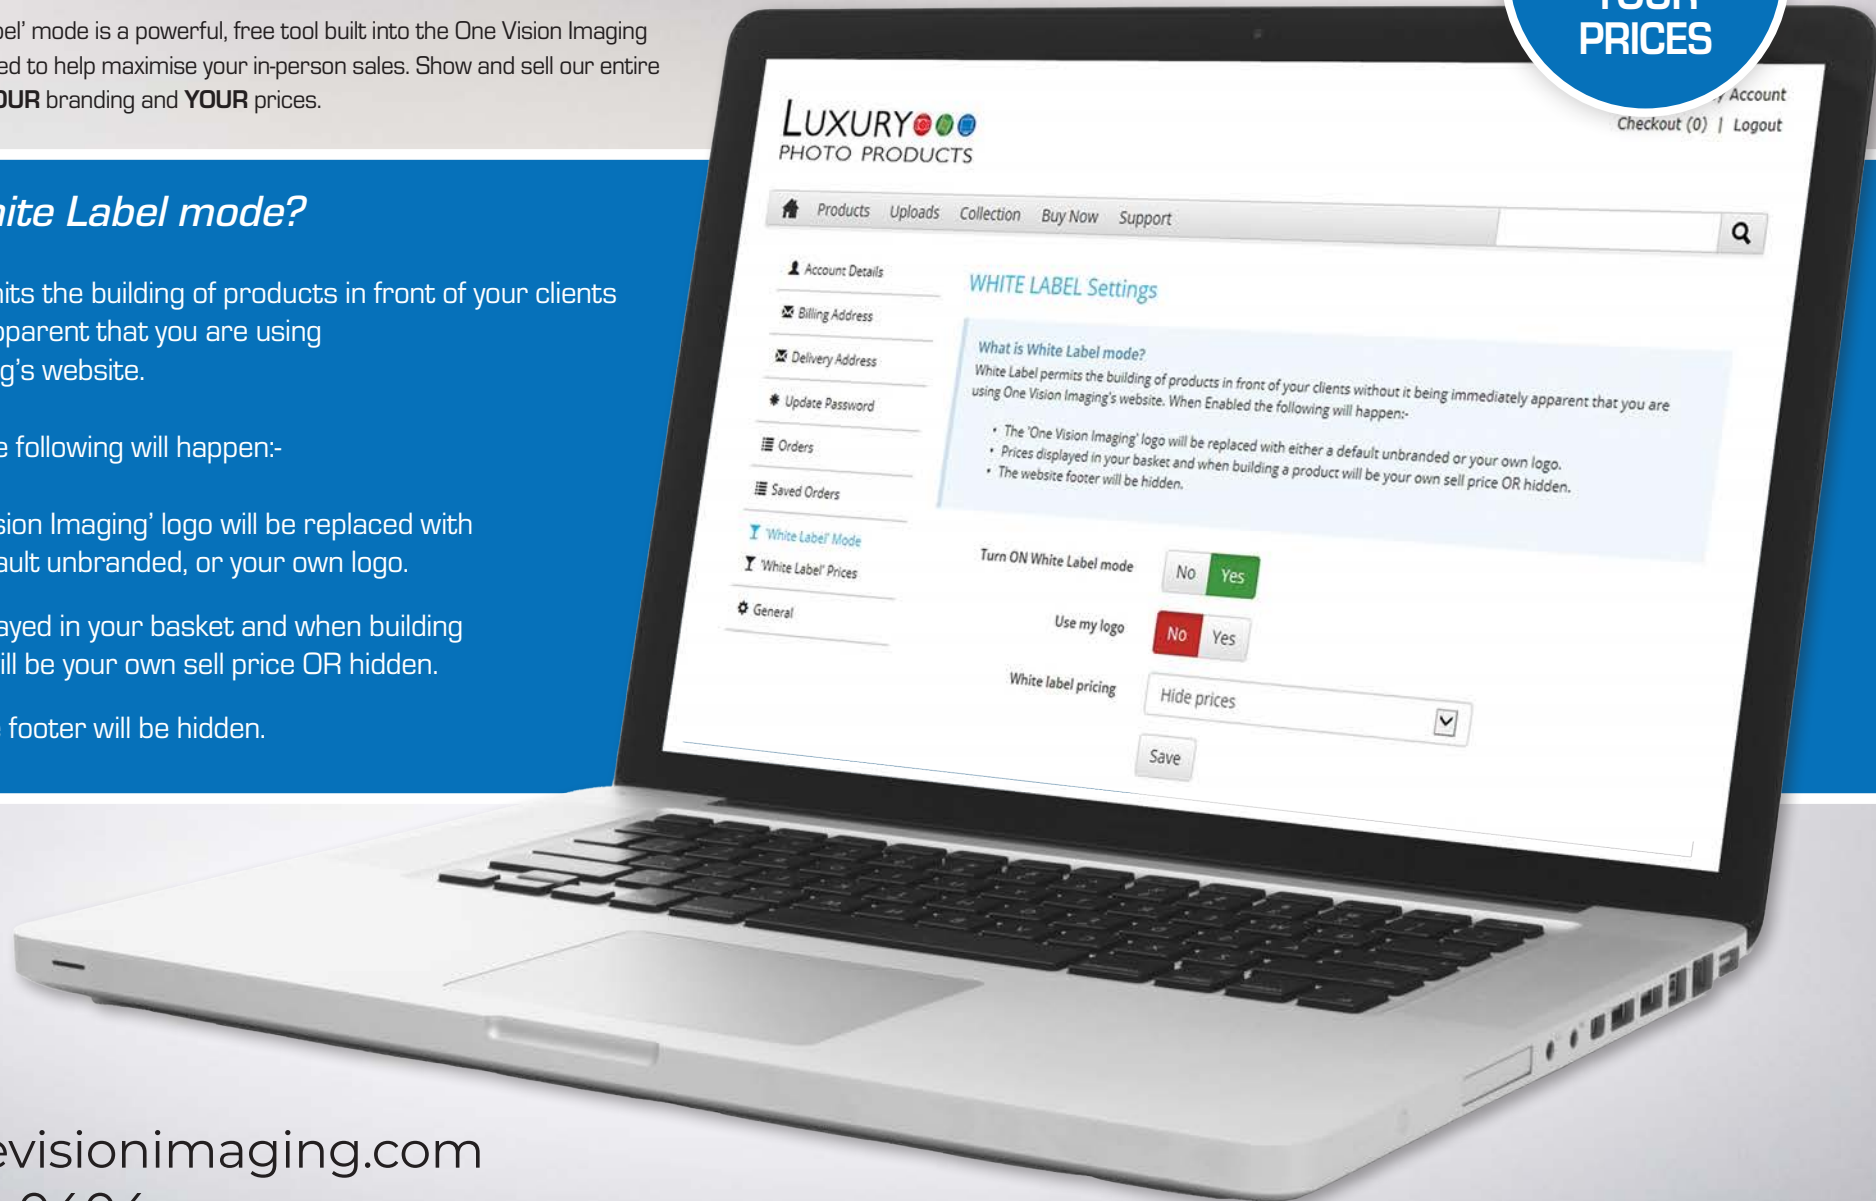 mode is a powerful, free tool built into the One Vision Imaging
to help maximise your in-person sales. Show and sell our entire
branding and YOUR prices.
YOUR
PRICES
Label mode?
the building of products in front of your clients
that you are using
website.
following will happen:-
Imaging' logo will be replaced with
unbranded, or your own logo.
in your basket and when building
be your own sell price OR hidden.
footer will be hidden.
LUXURY
PHOTO PRODUCTS
Account
Checkout (0) | Logout
Products Uploads Collection Buy Now Support
Account Details
Billing Address
Delivery Address
Update Password
Orders
Saved Orders
'White Label' Mode
'White Label' Prices
General
WHITE LABEL Settings
What is White Label mode?
White Label permits the building of products in front of your clients without it being immediately apparent that you are
using One Vision Imaging's website. When Enabled the following will happen:-
• The 'One Vision Imaging' logo will be replaced with either a default unbranded or your own logo.
• Prices displayed in your basket and when building a product will be your own sell price OR hidden.
• The website footer will be hidden.
Turn ON White Label mode No Yes
Use my logo No Yes
White label pricing Hide prices
Save
evisionimaging.com